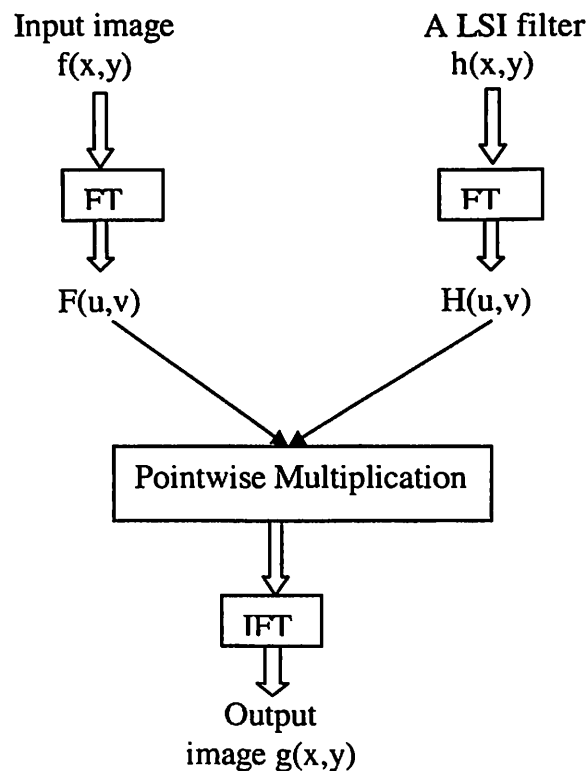 Input image
f(x,y)
A LSI filter
h(x,y)
FT
FT
F(u,v)
H(u,v)
Pointwise Multiplication
IFT
Output
image g(x,y)